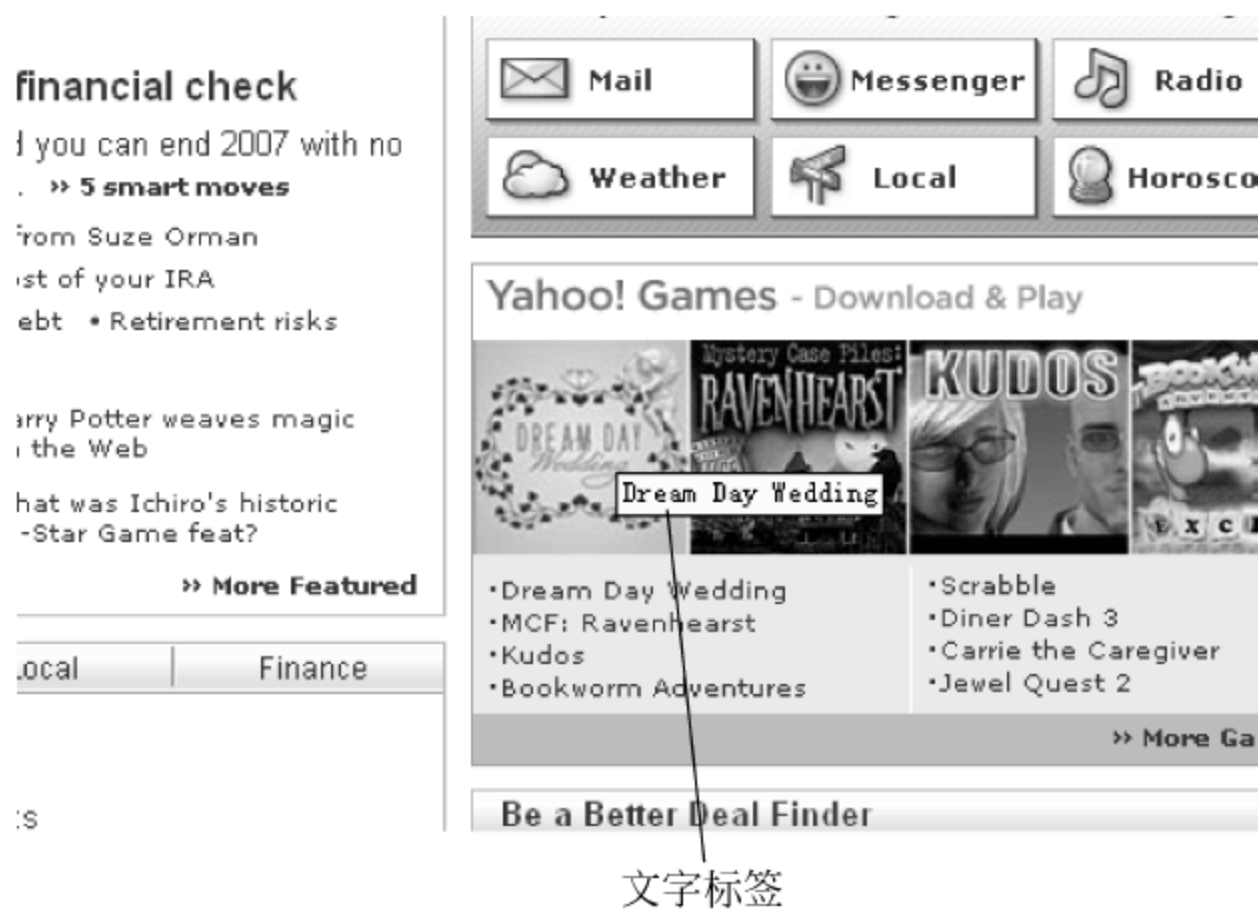 financial check
you can end 2007 with no
. » 5 smart moves
from Suze Orman
of your IRA
• Retirement risks
Potter weaves magic
the Web
was Ichiro's historic
-Star Game feat?
» More Featured
Finance
Mail
Messenger
Radio
Weather
Local
Yahoo! Games - Download & Play
DREAM DAY
Wedding
Mystery Case Files:
RAVENHEARST
KUDOS
Dream Day Wedding
·Dream Day Wedding
·MCF: Ravenhearst
·Kudos
·Bookworm Adventures
·Scrabble
·Diner Dash 3
·Carrie the Caregiver
·Jewel Quest 2
» More
Be a Better Deal Finder
文字标签